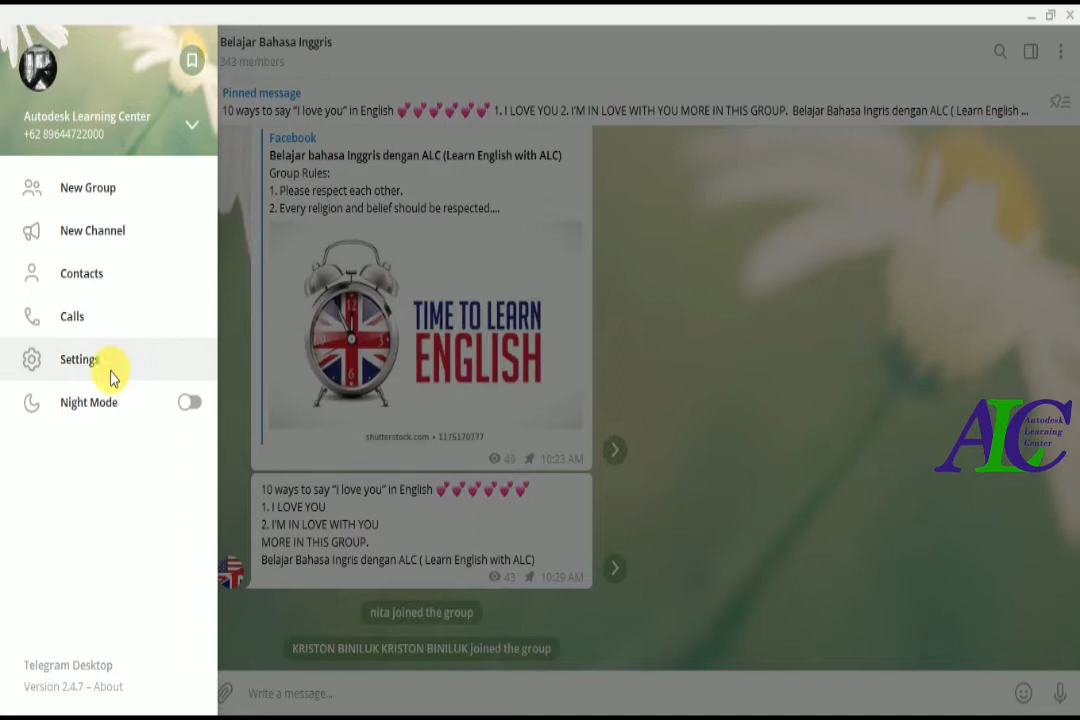 Autodesk Learning Center
+62 89644722000
New Group
New Channel
Contacts
Calls
Settings
Night Mode
Telegram Desktop
Version 2.4.7 – About
Belajar Bahasa Inggris
343 members
Pinned message
10 ways to say “I love you” in English 💕💕💕💕💕💕 1. I LOVE YOU 2. I’M IN LOVE WITH YOU MORE IN THIS GROUP. Belajar Bahasa Ingris dengan ALC ( Learn English ...
Facebook
Belajar bahasa Inggris dengan ALC (Learn English with ALC)
Group Rules:
1. Please respect each other.
2. Every religion and belief should be respected....
12
9
3
6
TIME TO LEARN
ENGLISH
shutterstock.com • 1175170777
49 10:23 AM
10 ways to say “I love you” in English 💕💕💕💕💕💕
1. I LOVE YOU
2. I’M IN LOVE WITH YOU
MORE IN THIS GROUP.
Belajar Bahasa Ingris dengan ALC ( Learn English with ALC)
43 10:29 AM
nita joined the group
KRISTON BINILUK KRISTON BINILUK joined the group
Write a message...
ALC
Autodesk
Learning
Center